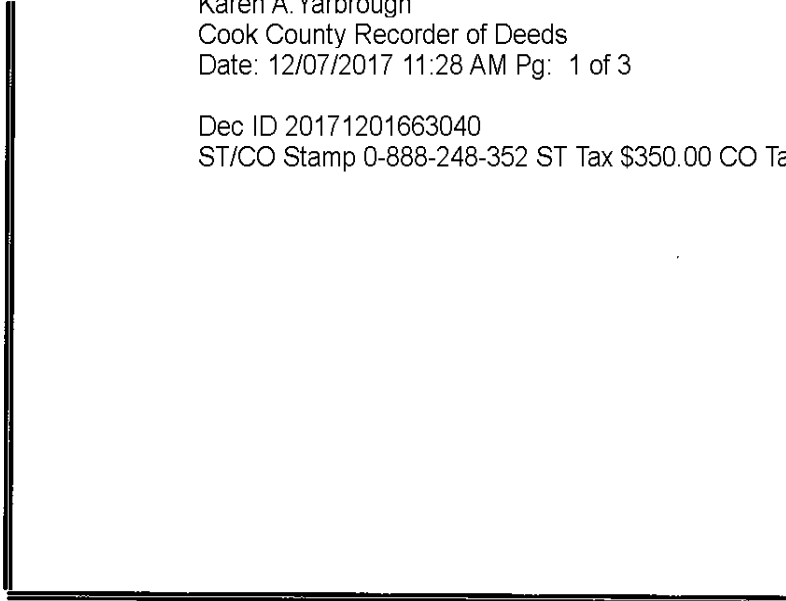 Karen A. Yarbrough
Cook County Recorder of Deeds
Date: 12/07/2017 11:28 AM Pg: 1 of 3
Dec ID 20171201663040
ST/CO Stamp 0-888-248-352 ST Tax $350.00 CO